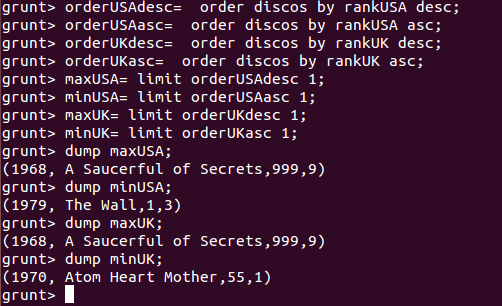 grunt> orderUSAdesc=  order discos by rankUSA desc;
grunt> orderUSAasc=  order discos by rankUSA asc;
grunt> orderUKdesc=  order discos by rankUK desc;
grunt> orderUKasc=  order discos by rankUK asc;
grunt> maxUSA= limit orderUSAdesc 1;
grunt> minUSA= limit orderUSAasc 1;
grunt> maxUK= limit orderUKdesc 1;
grunt> minUK= limit orderUKasc 1;
grunt> dump maxUSA;
(1968, A Saucerful of Secrets,999,9)
grunt> dump minUSA;
(1979, The Wall,1,3)
grunt> dump maxUK;
(1968, A Saucerful of Secrets,999,9)
grunt> dump minUK;
(1970, Atom Heart Mother,55,1)
grunt>